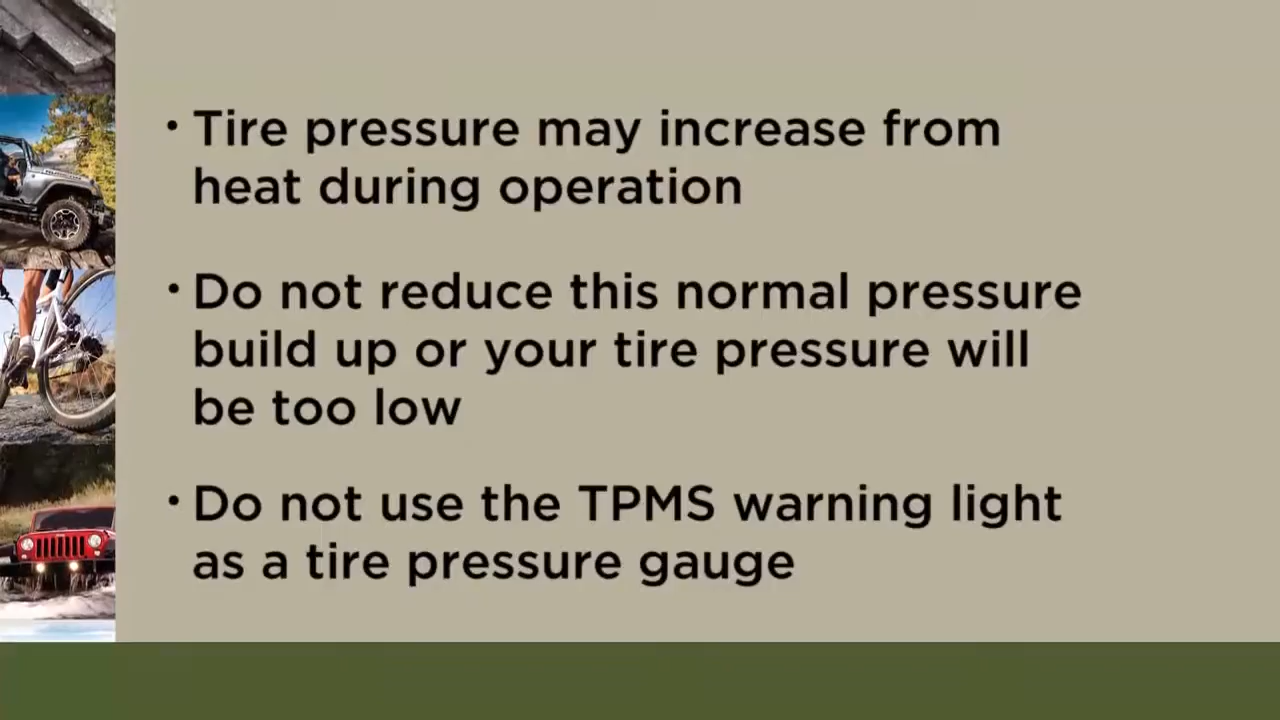 • Tire pressure may increase from
heat during operation
• Do not reduce this normal pressure
build up or your tire pressure will
be too low
• Do not use the TPMS warning light
as a tire pressure gauge